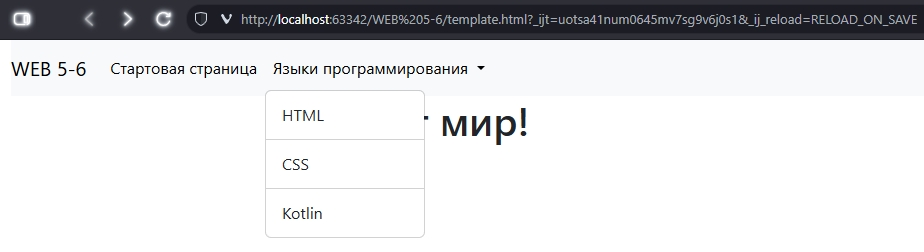 http://localhost:63342/WEB%205-6/template.html?_ijt=uotsa41num0645mv7sg9v6j0s1&_ij_reload=RELOAD_ON_SAVE
WEB 5-6 Стартовая страница Языки программирования
HTML
мир!
CSS
Kotlin